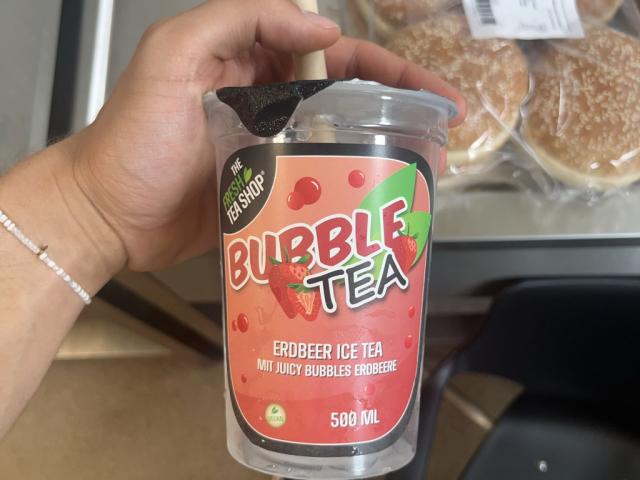 THE
FRESH
TEA SHOP®
BUBBLE
TEA
ERDBEER ICE TEA
MIT JUICY BUBBLES ERDBEERE
500 ML